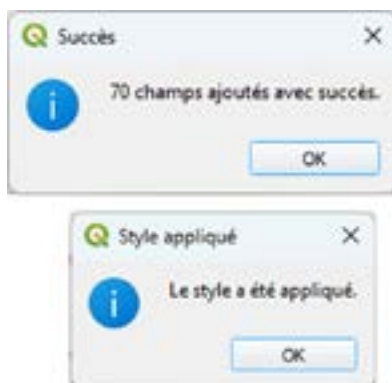 Succès
70 champs ajoutés avec succès.
OK
Style appliqué
Le style a été appliqué.
OK